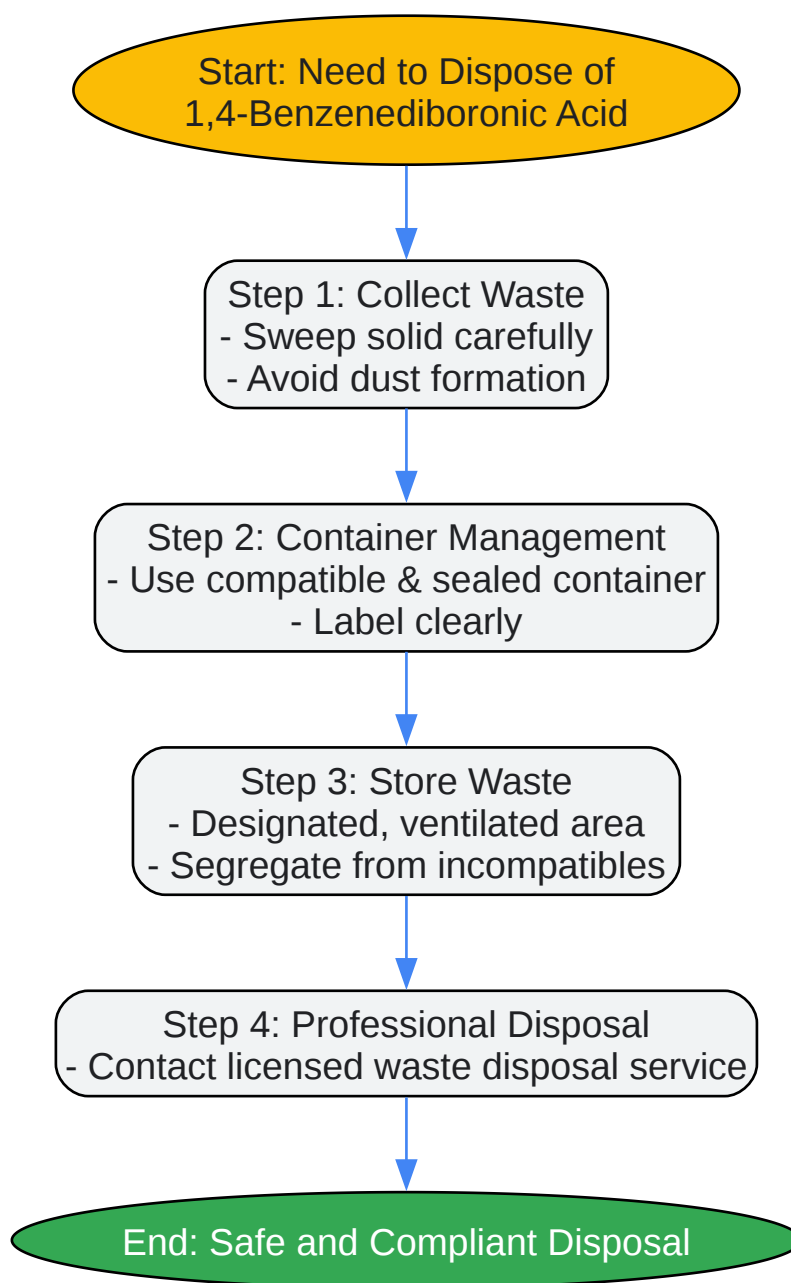 Start: Need to Dispose of
1,4-Benzenediboronic Acid
Step 1: Collect Waste
- Sweep solid carefully
- Avoid dust formation
Step 2: Container Management
- Use compatible & sealed container
- Label clearly
Step 3: Store Waste
- Designated, ventilated area
- Segregate from incompatibles
Step 4: Professional Disposal
- Contact licensed waste disposal service
End: Safe and Compliant Disposal